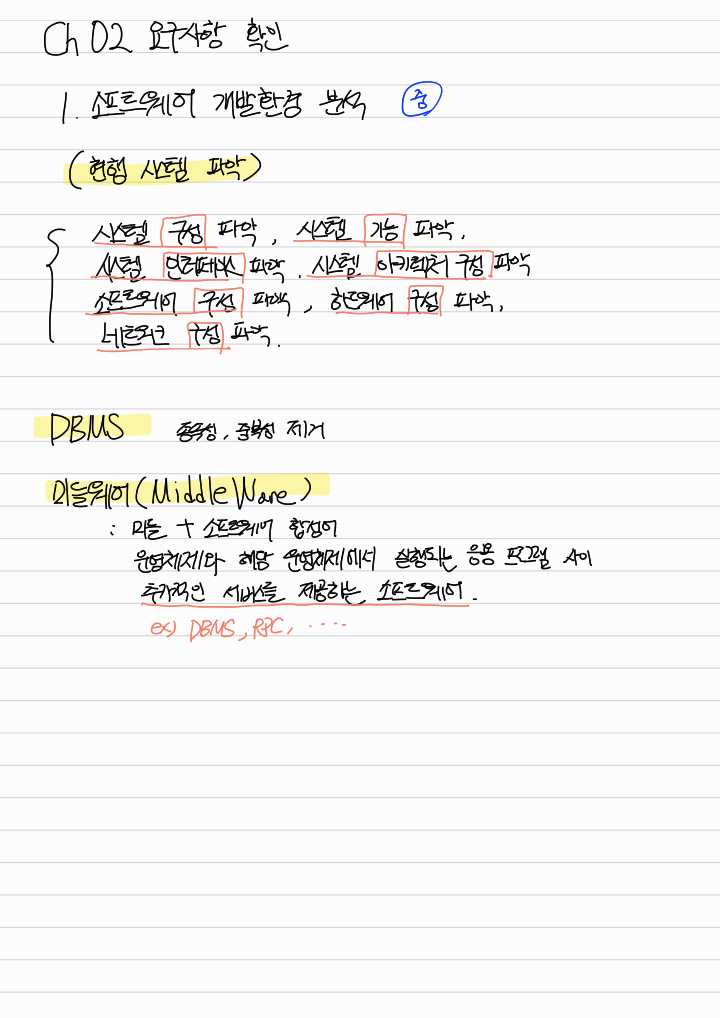 Ch 02 요구사항 확인
1. 소프트웨어 개발환경 분석 중
(현행 시스템 파악)
시스템 구성 파악, 시스템 기능 파악.
시스템 인터페이스 파악. 시스템 아키텍처 구성 파악
소프트웨어 구성 파악, 하드웨어 구성 파악,
네트워크 구성 파악.
DBMS 종속성, 중복성 제거
미들웨어(Middle Ware)
: 미들 + 소프트웨어 합성어
운영체제와 해당 운영체제에서 실행되는 응용 프로그램 사이
추가적인 서비스를 제공하는 소프트웨어.
ex) DBMS, RPC, ....